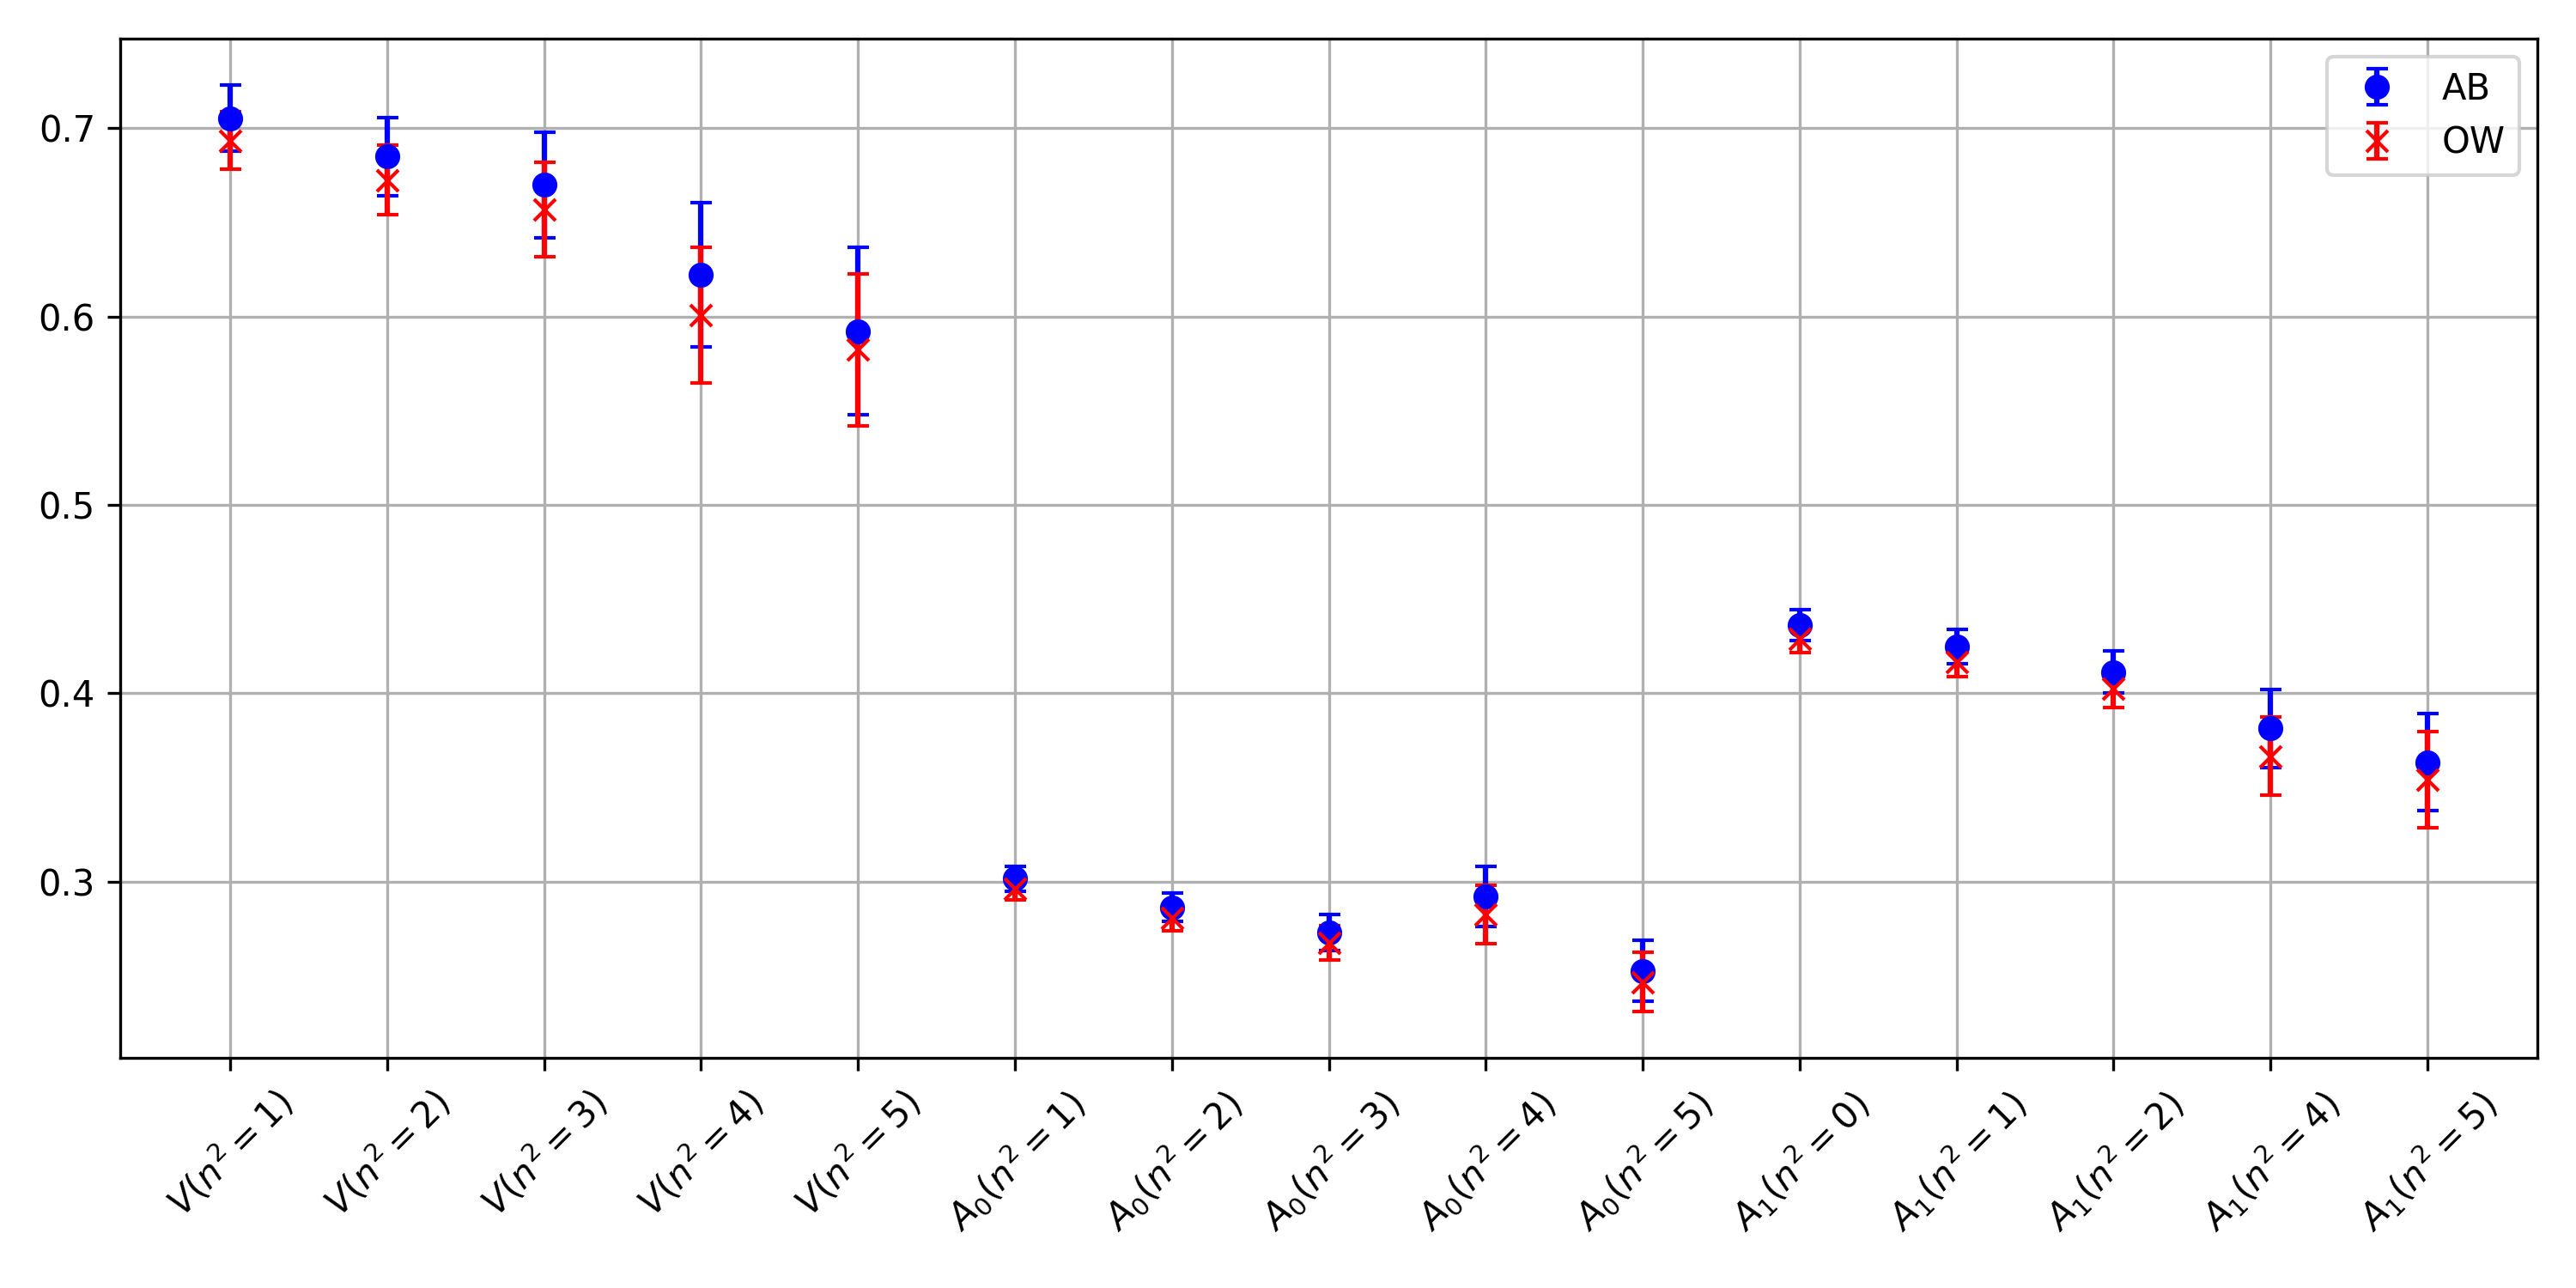 0.7
0.6
0.5
0.4
0.3
AB
OW
V(n²=1)
V(n²=2)
V(n²=3)
V(n²=4)
V(n²=5)
A₀(n²=1)
A₀(n²=2)
A₀(n²=3)
A₀(n²=4)
A₀(n²=5)
A₁(n²=0)
A₁(n²=1)
A₁(n²=2)
A₁(n²=4)
A₁(n²=5)